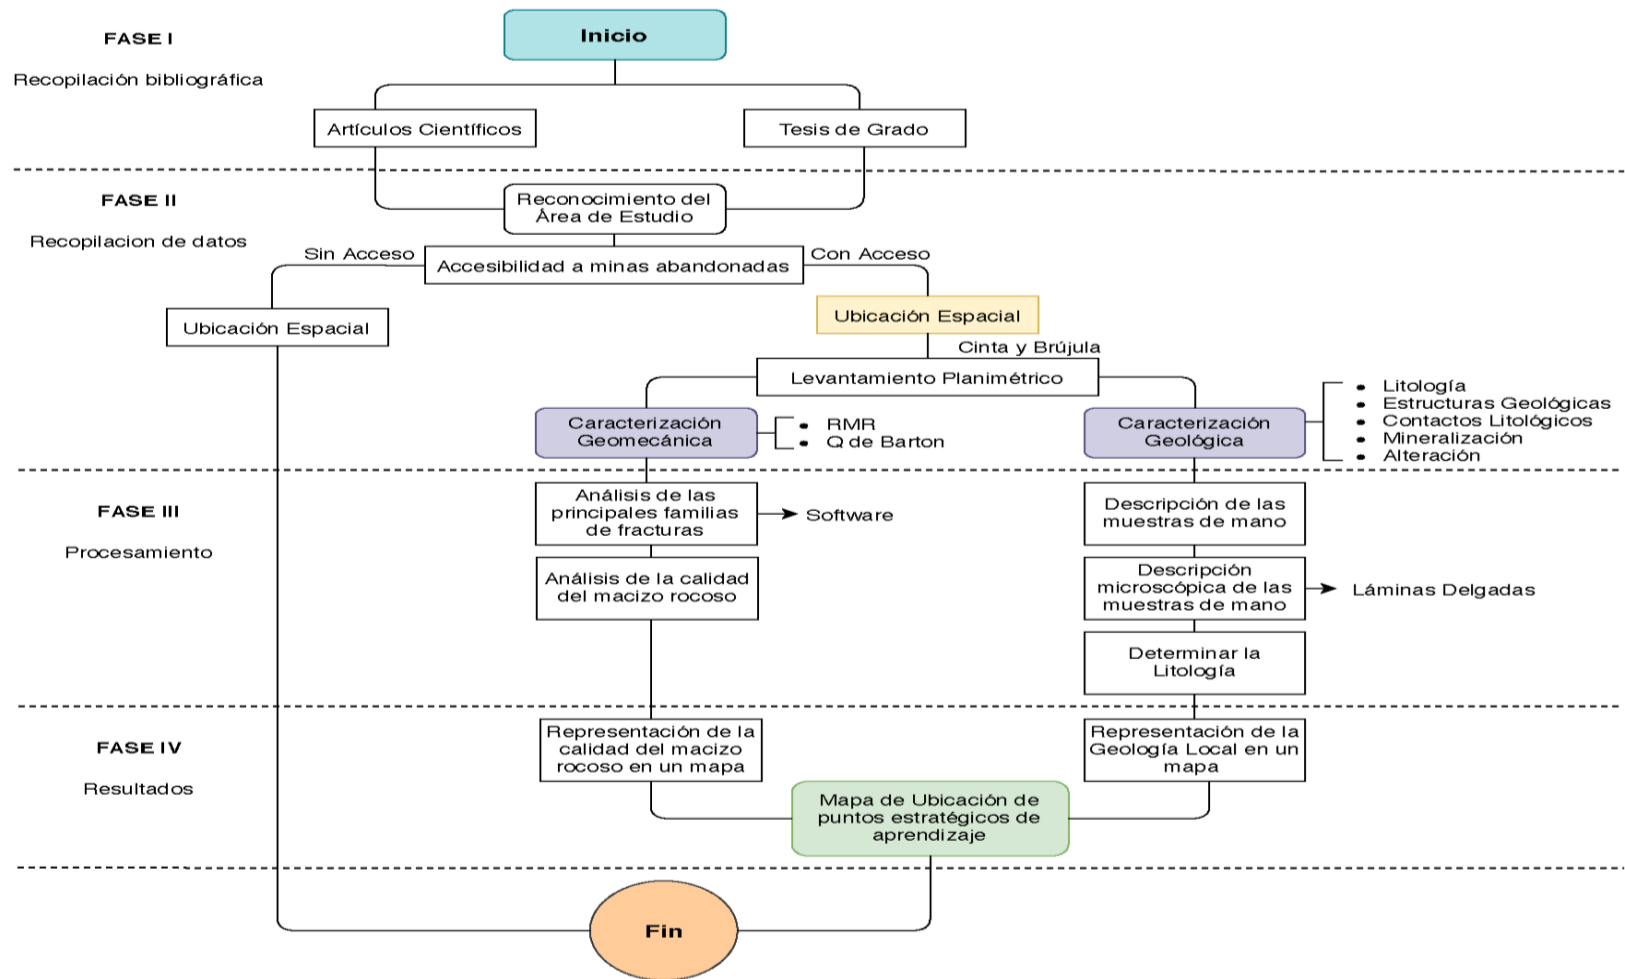 FASE I
Recopilación bibliográfica
Inicio
Artículos Científicos
Tesis de Grado
FASE II
Recopilacion de datos
Reconocimiento del
Área de Estudio
Sin Acceso
Accesibilidad a minas abandonadas
Con Acceso
Ubicación Espacial
Ubicación Espacial
Cinta y Brújula
Levantamiento Planimétrico
Caracterización
Geomecánica
• RMR
• Q de Barton
Caracterización
Geológica
• Litología
• Estructuras Geológicas
• Contactos Litológicos
• Mineralización
• Alteración
FASE III
Procesamiento
Análisis de las
principales familias
de fracturas
Software
Análisis de la calidad
del macizo rocoso
Descripción de las
muestras de mano
Descripción
microscópica de las
muestras de mano
Láminas Delgadas
Determinar la
Litología
FASE IV
Resultados
Representación de la
calidad del macizo
rocoso en un mapa
Representación de la
Geología Local en un
mapa
Mapa de Ubicación de
puntos estratégicos de
aprendizaje
Fin